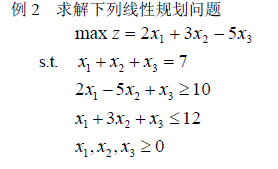 例 2 求解下列线性规划问题
max z = 2x₁ + 3x₂ − 5x₃
s.t. x₁ + x₂ + x₃ = 7
2x₁ − 5x₂ + x₃ ≥ 10
x₁ + 3x₂ + x₃ ≤ 12
x₁, x₂, x₃ ≥ 0